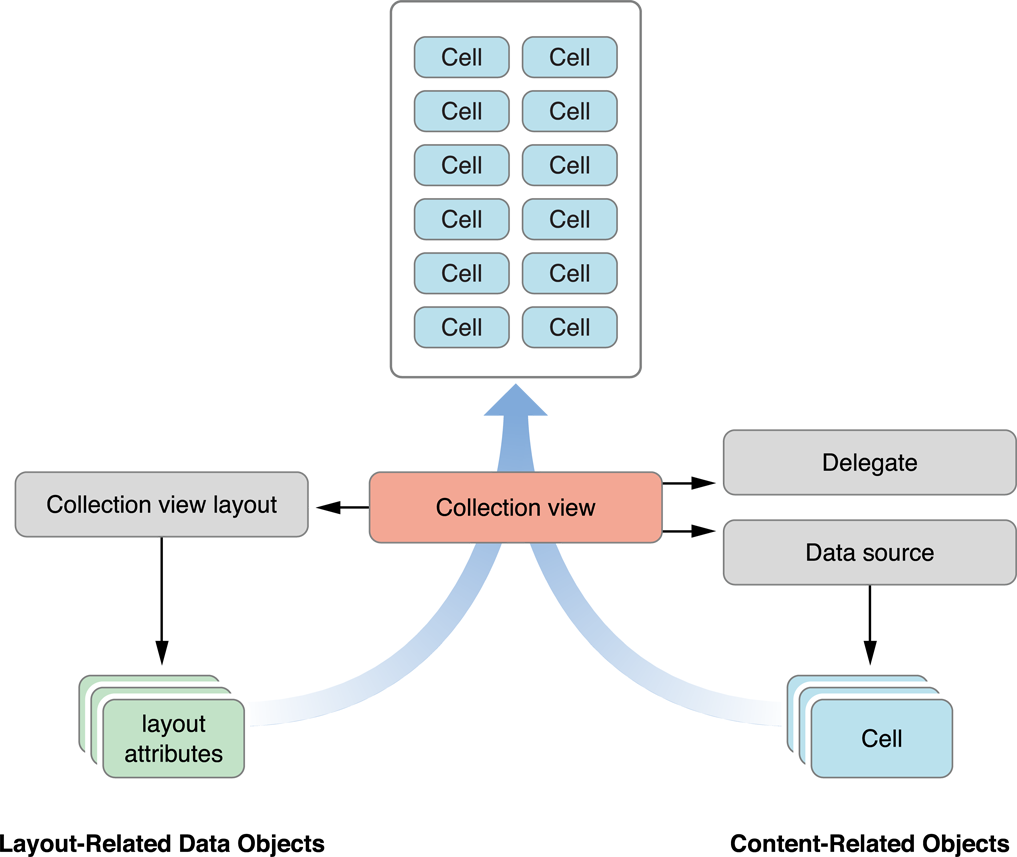 Cell Cell
Cell Cell
Cell Cell
Cell Cell
Cell Cell
Cell Cell
Delegate
Collection view layout
Collection view
Data source
layout
attributes
Cell
Layout-Related Data Objects
Content-Related Objects